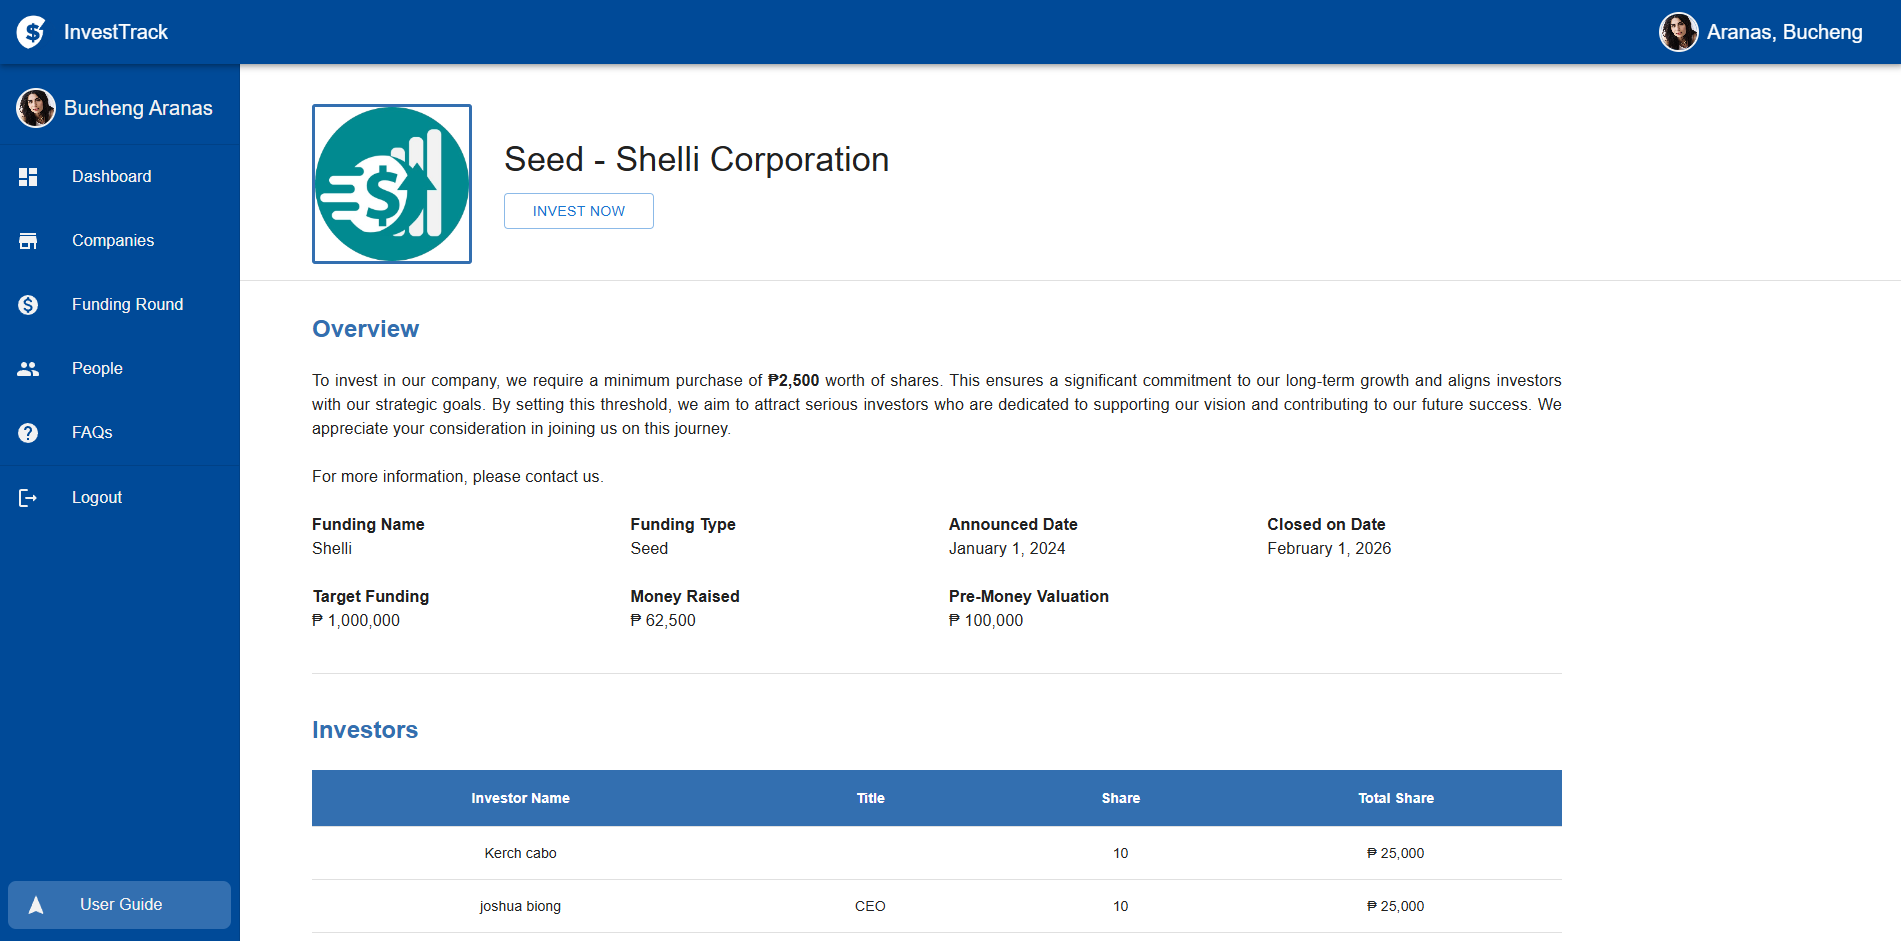 InvestTrack
Aranas, Bucheng
Bucheng Aranas
Dashboard
Companies
Funding Round
People
FAQs
Logout
User Guide
Seed - Shelli Corporation
INVEST NOW
Overview
To invest in our company, we require a minimum purchase of ₱2,500 worth of shares. This ensures a significant commitment to our long-term growth and aligns investors
with our strategic goals. By setting this threshold, we aim to attract serious investors who are dedicated to supporting our vision and contributing to our future success. We
appreciate your consideration in joining us on this journey.
For more information, please contact us.
Funding Name Funding Type Announced Date Closed on Date
Shelli Seed January 1, 2024 February 1, 2026
Target Funding Money Raised Pre-Money Valuation
₱ 1,000,000 ₱ 62,500 ₱ 100,000
Investors
Investor Name Title Share Total Share
Kerch cabo 10 ₱ 25,000
joshua biong CEO 10 ₱ 25,000